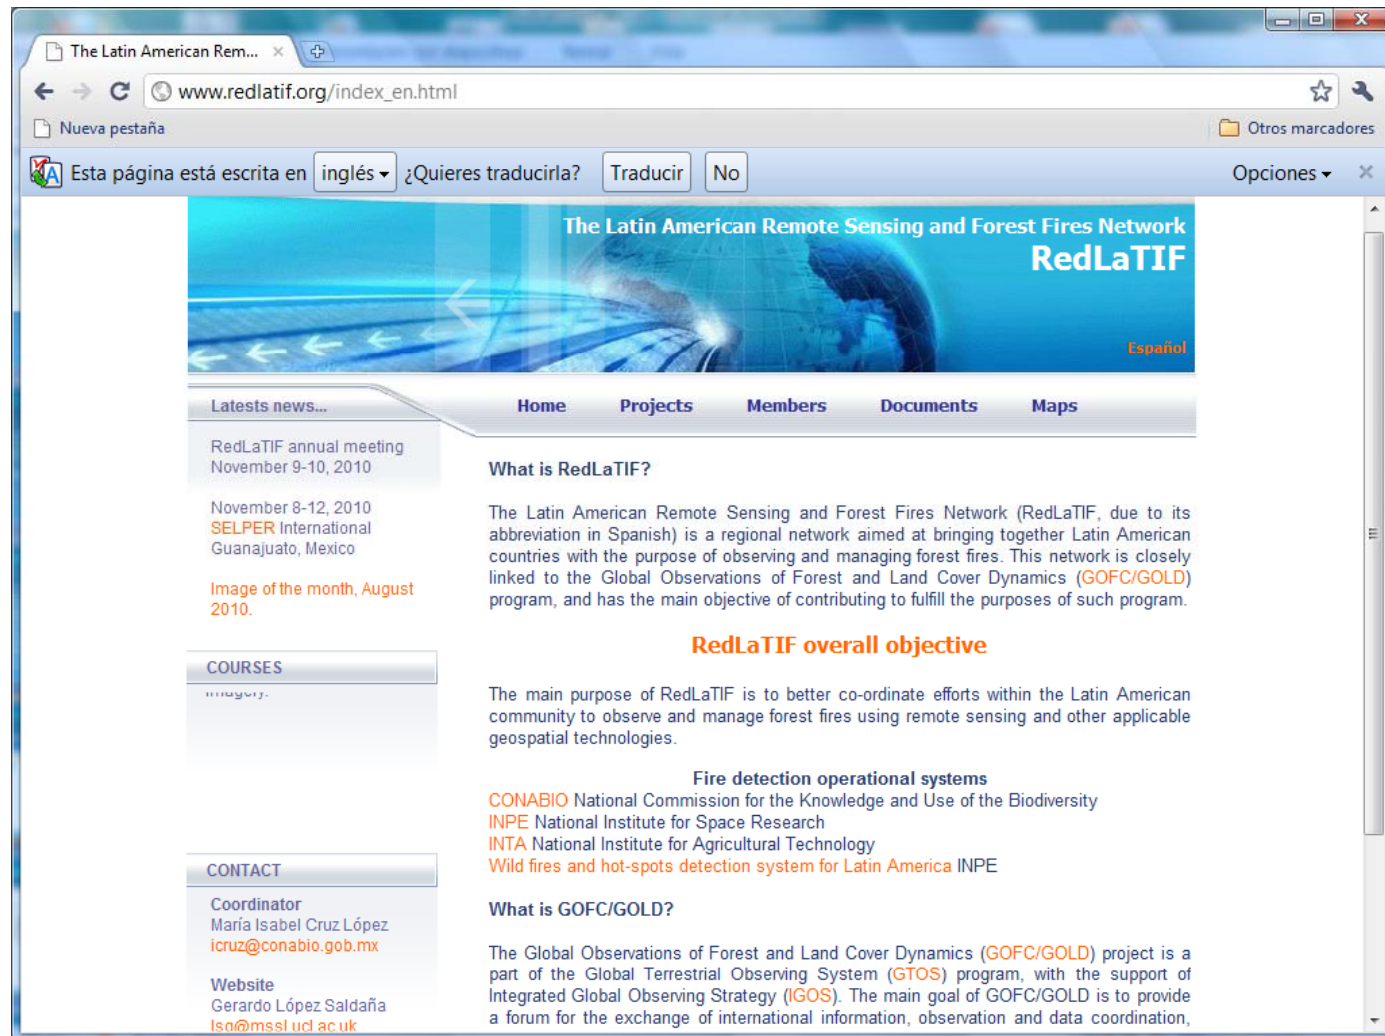 The Latin American Rem...
www.redlatif.org/index_en.html
Nueva pestaña
Otros marcadores
Esta página está escrita en inglés ¿Quieres traducirla? Traducir No Opciones
The Latin American Remote Sensing and Forest Fires Network
RedLaTIF
Español
Latests news...
Home Projects Members Documents Maps
RedLaTIF annual meeting
November 9-10, 2010
November 8-12, 2010
SELPER International
Guanajuato, Mexico
Image of the month, August
2010.
COURSES
imagery.
CONTACT
Coordinator
María Isabel Cruz López
icruz@conabio.gob.mx
Website
Gerardo López Saldaña
lsg@mssl.ucl.ac.uk
What is RedLaTIF?
The Latin American Remote Sensing and Forest Fires Network (RedLaTIF, due to its
abbreviation in Spanish) is a regional network aimed at bringing together Latin American
countries with the purpose of observing and managing forest fires. This network is closely
linked to the Global Observations of Forest and Land Cover Dynamics (GOFC/GOLD)
program, and has the main objective of contributing to fulfill the purposes of such program.
RedLaTIF overall objective
The main purpose of RedLaTIF is to better co-ordinate efforts within the Latin American
community to observe and manage forest fires using remote sensing and other applicable
geospatial technologies.
Fire detection operational systems
CONABIO National Commission for the Knowledge and Use of the Biodiversity
INPE National Institute for Space Research
INTA National Institute for Agricultural Technology
Wild fires and hot-spots detection system for Latin America INPE
What is GOFC/GOLD?
The Global Observations of Forest and Land Cover Dynamics (GOFC/GOLD) project is a
part of the Global Terrestrial Observing System (GTOS) program, with the support of
Integrated Global Observing Strategy (IGOS). The main goal of GOFC/GOLD is to provide
a forum for the exchange of international information, observation and data coordination,